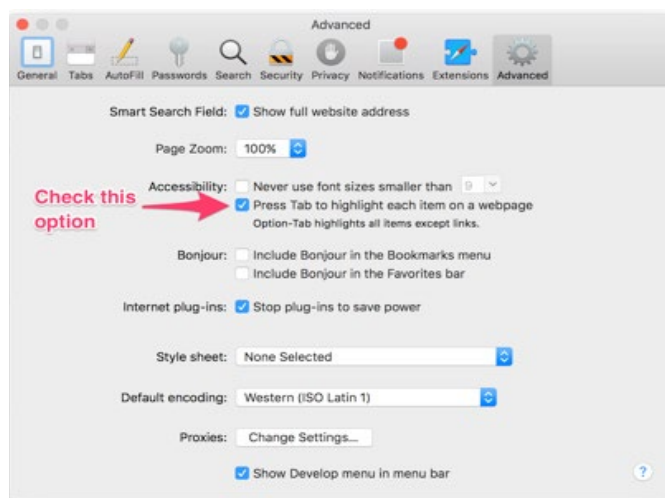 Advanced
General Tabs AutoFill Passwords Search Security Privacy Notifications Extensions Advanced
Smart Search Field: Show full website address
Page Zoom: 100%
Accessibility: Never use font sizes smaller than 9
Check this option
Press Tab to highlight each item on a webpage
Option-Tab highlights all items except links.
Bonjour: Include Bonjour in the Bookmarks menu
Include Bonjour in the Favorites bar
Internet plug-ins: Stop plug-ins to save power
Style sheet: None Selected
Default encoding: Western (ISO Latin 1)
Proxies: Change Settings...
Show Develop menu in menu bar
?